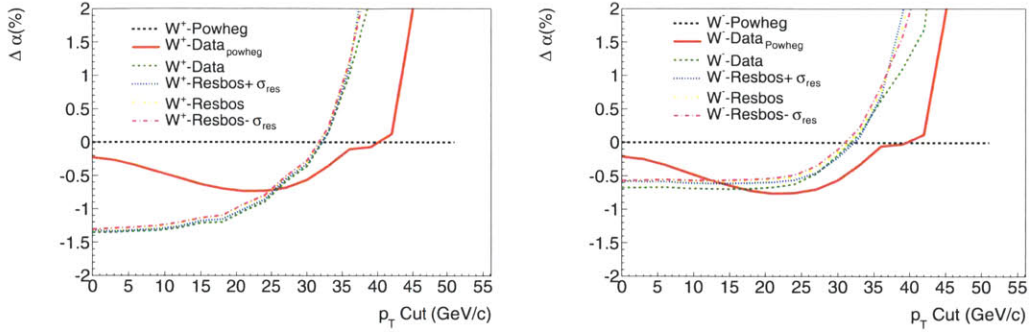 Δ α(%)
2
1.5
1
0.5
0
-0.5
-1
-1.5
-2
W⁺-Powheg
W⁺-Data_powheg
W⁺-Data
W⁺-Resbos+ σ_res
W⁺-Resbos
W⁺-Resbos- σ_res
0 5 10 15 20 25 30 35 40 45 50 55
p_T Cut (GeV/c)
Δ α(%)
2
1.5
1
0.5
0
-0.5
-1
-1.5
-2
W⁻-Powheg
W⁻-Data_Powheg
W⁻-Data
W⁻-Resbos+ σ_res
W⁻-Resbos
W⁻-Resbos- σ_res
0 5 10 15 20 25 30 35 40 45 50 55
p_T Cut (GeV/c)